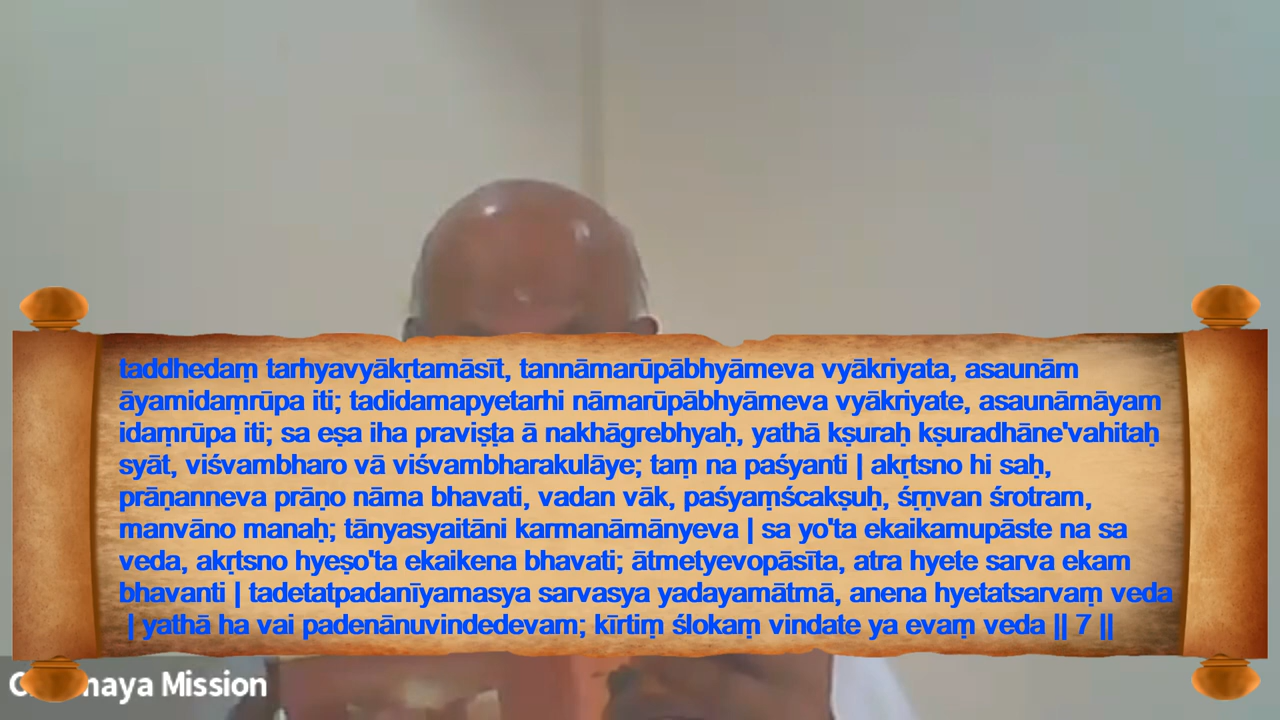 taddhedaṃ tarhyavyākṛtamāsīt, tannāmarūpābhyāmeva vyākriyata, asaunām
āyamidaṃrūpa iti; tadidamapyetarhi nāmarūpābhyāmeva vyākriyate, asaunāmāyam
idaṃrūpa iti; sa eṣa iha praviṣṭa ā nakhāgrebhyaḥ, yathā kṣuraḥ kṣuradhāne'vahitaḥ
syāt, viśvambharo vā viśvambharakulāye; taṃ na paśyanti | akṛtsno hi saḥ,
prāṇanneva prāṇo nāma bhavati, vadan vāk, paśyaṃścakṣuḥ, śṛṇvan śrotram,
manvāno manaḥ; tānyasyaitāni karmanāmānyeva | sa yo'ta ekaikamupāste na sa
veda, akṛtsno hyeṣo'ta ekaikena bhavati; ātmetyevopāsīta, atra hyete sarva ekam
bhavanti | tadetatpadanīyamasya sarvasya yadayamātmā, anena hyetatsarvaṃ veda
| yathā ha vai padenānuvindedevam; kīrtiṃ ślokaṃ vindate ya evaṃ veda || 7 ||
Mission